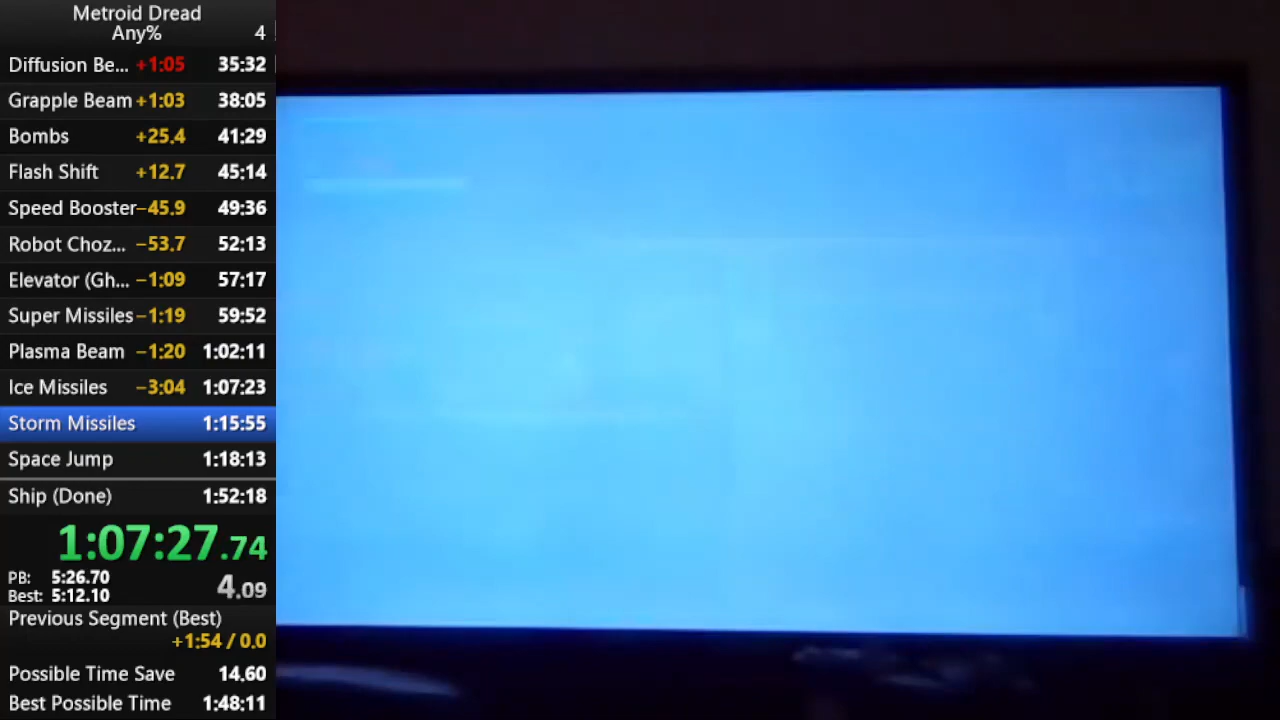 Metroid Dread
Any% 4
Diffusion Be... +1:05 35:32
Grapple Beam +1:03 38:05
Bombs +25.4 41:29
Flash Shift +12.7 45:14
Speed Booster -45.9 49:36
Robot Choz... -53.7 52:13
Elevator (Gh... -1:09 57:17
Super Missiles -1:19 59:52
Plasma Beam -1:20 1:02:11
Ice Missiles -3:04 1:07:23
Storm Missiles 1:15:55
Space Jump 1:18:13
Ship (Done) 1:52:18
1:07:27.74
PB: 5:26.70 4.09
Best: 5:12.10
Previous Segment (Best)
+1:54 / 0.0
Possible Time Save 14.60
Best Possible Time 1:48:11